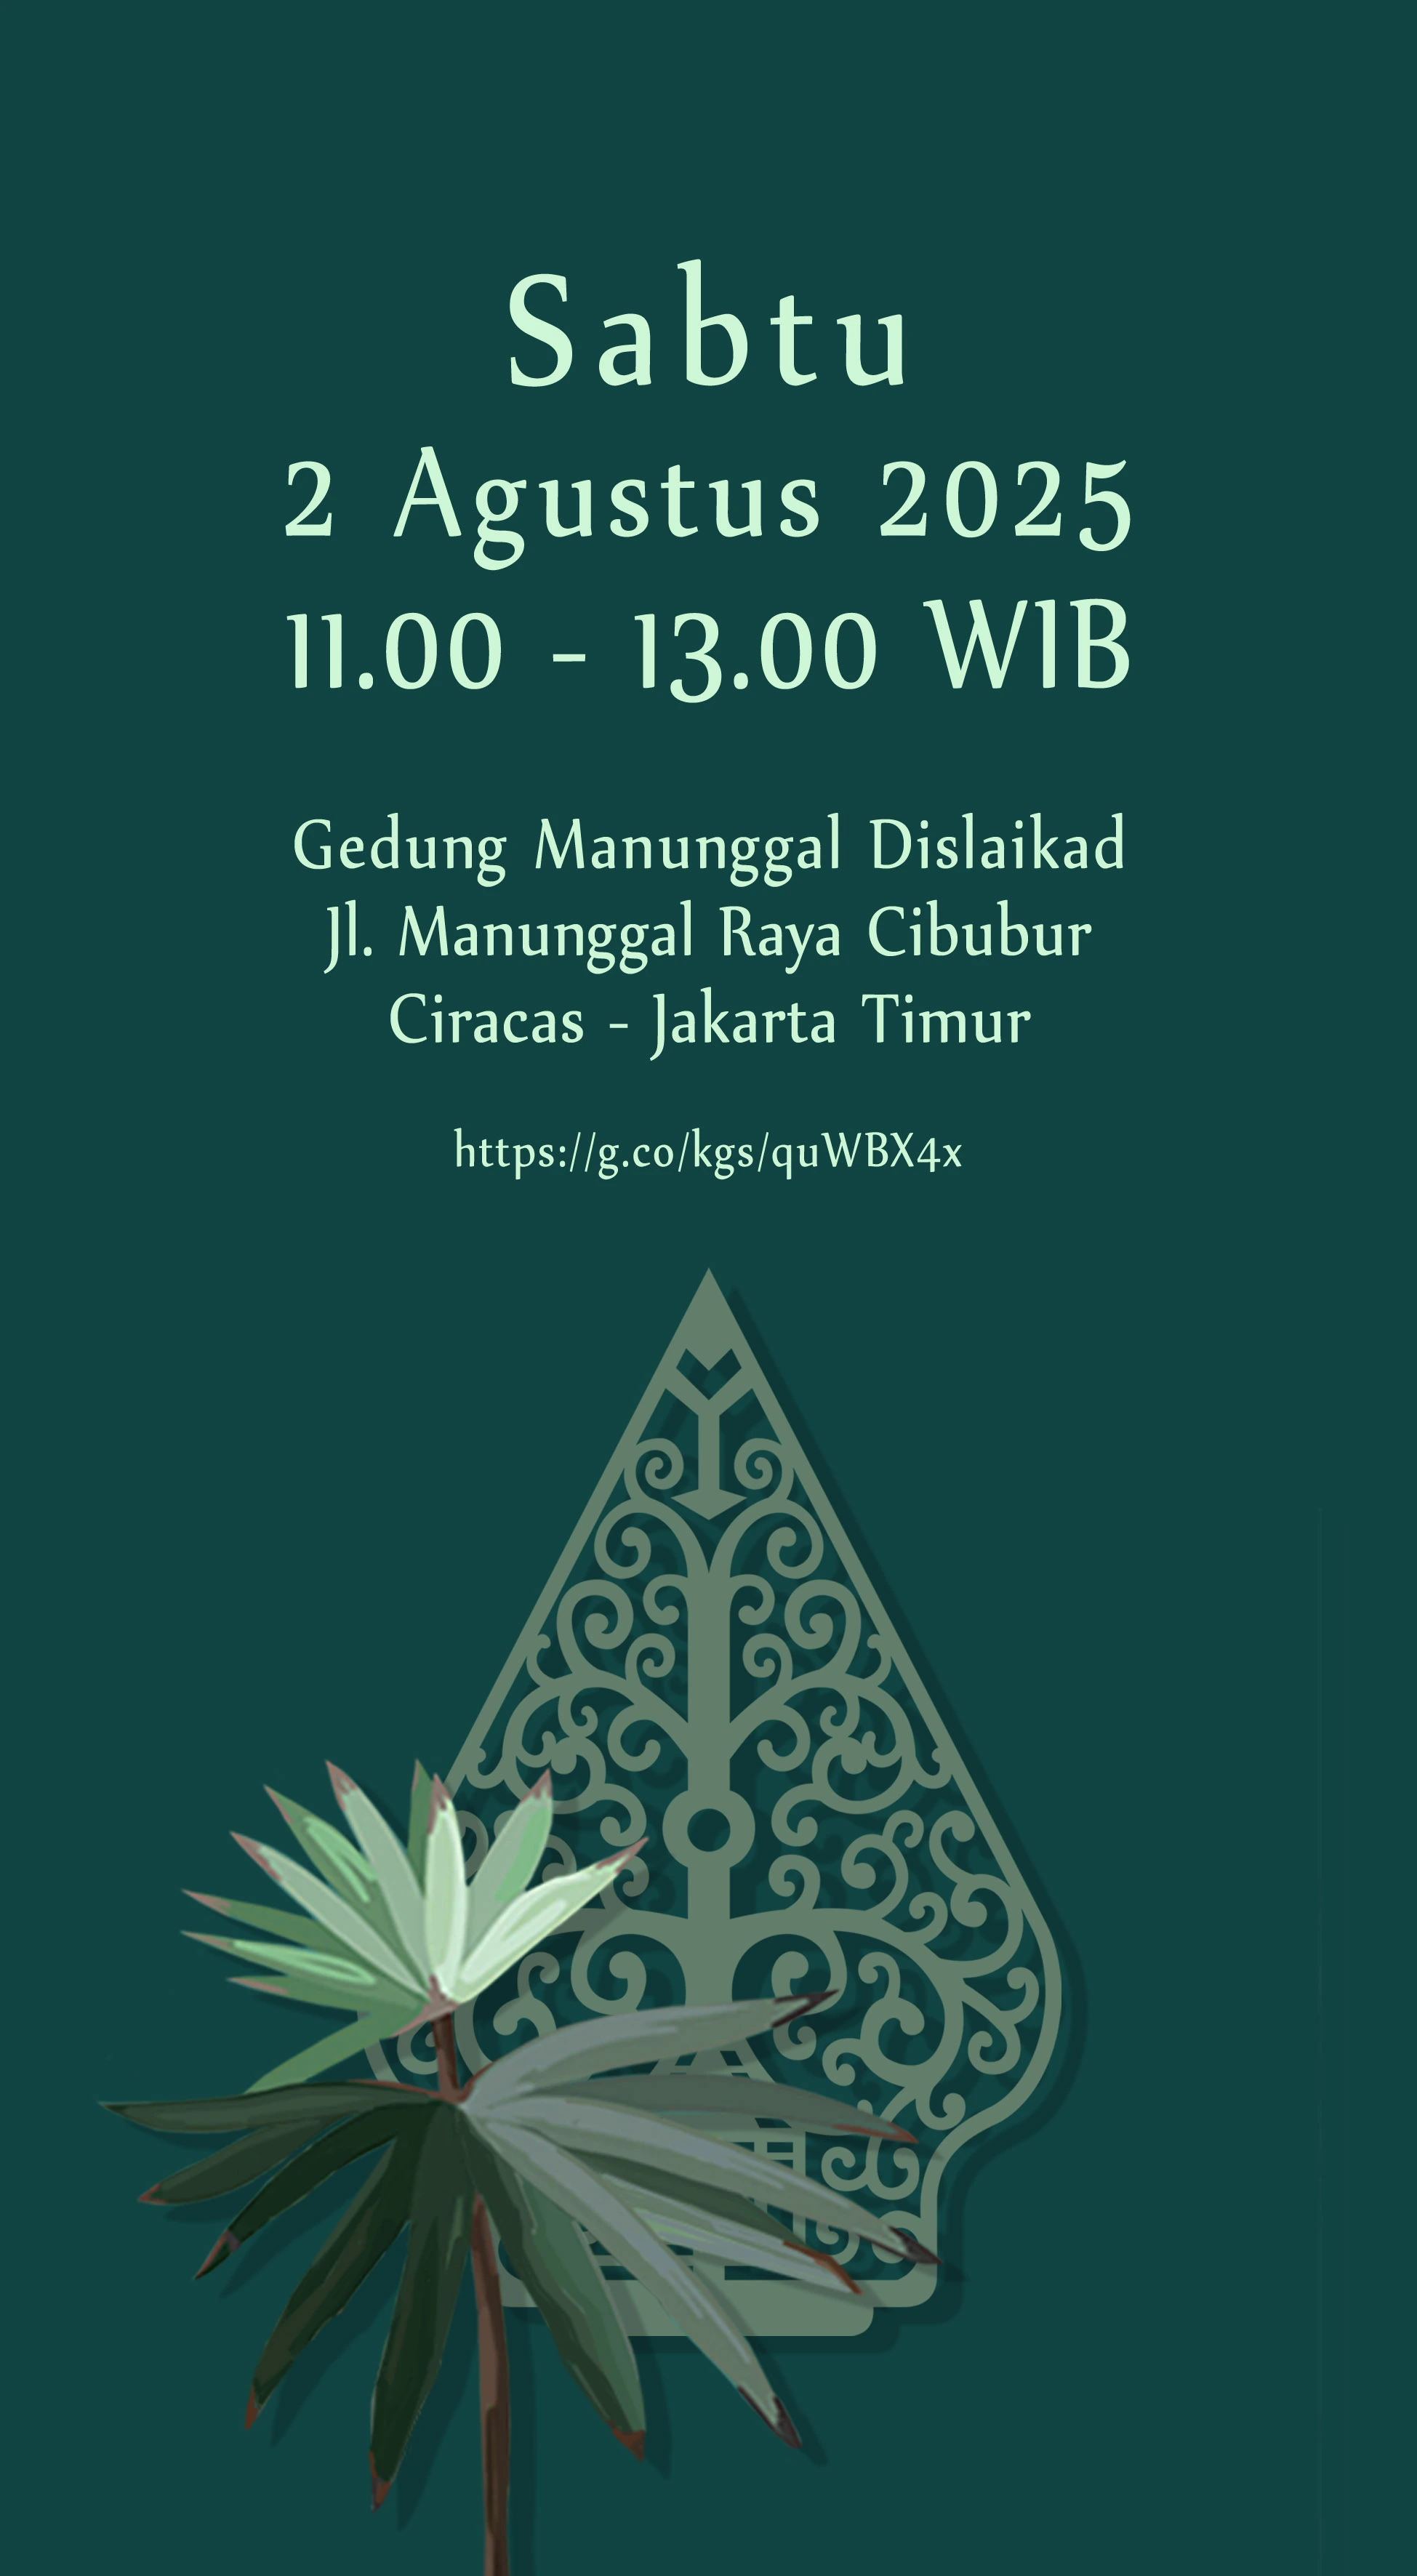 Sabtu
2 Agustus 2025
11.00 - 13.00 WIB
Gedung Manunggal Dislaikad
Jl. Manunggal Raya Cibubur
Ciracas - Jakarta Timur
https://g.co/kgs/quWBX4x